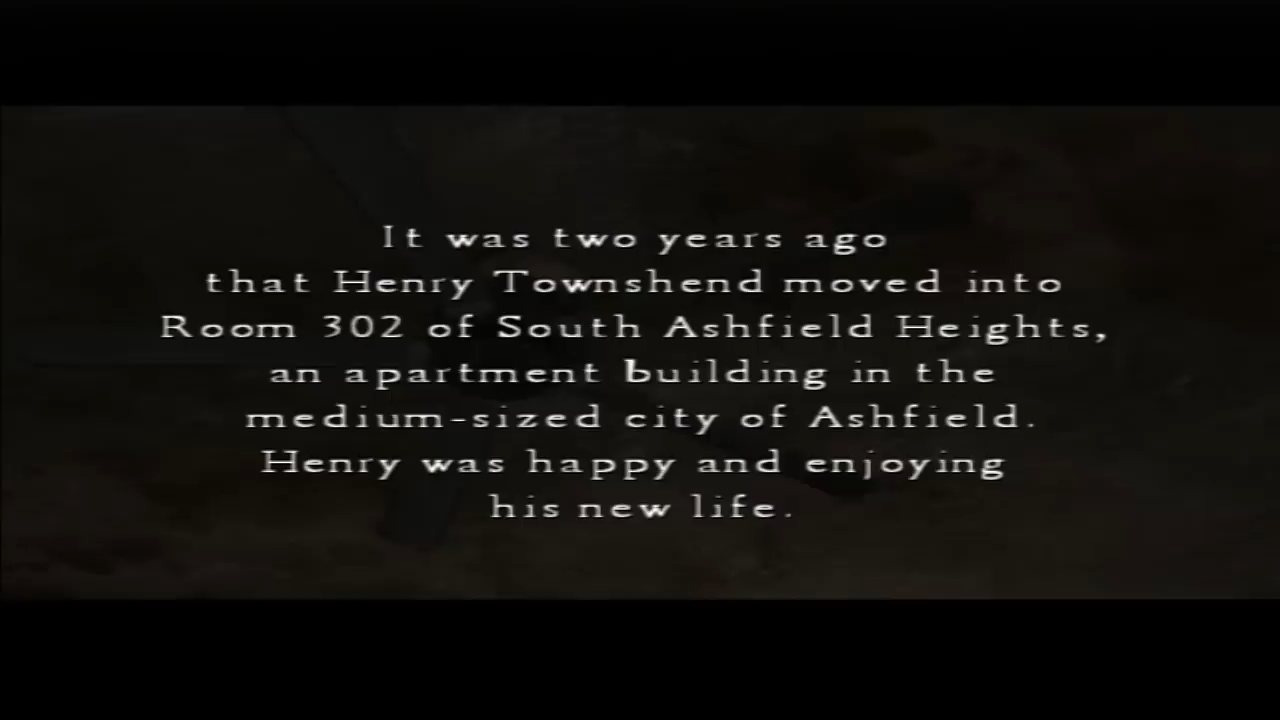 It was two years ago
that Henry Townshend moved into
Room 302 of South Ashfield Heights,
an apartment building in the
medium-sized city of Ashfield.
Henry was happy and enjoying
his new life.